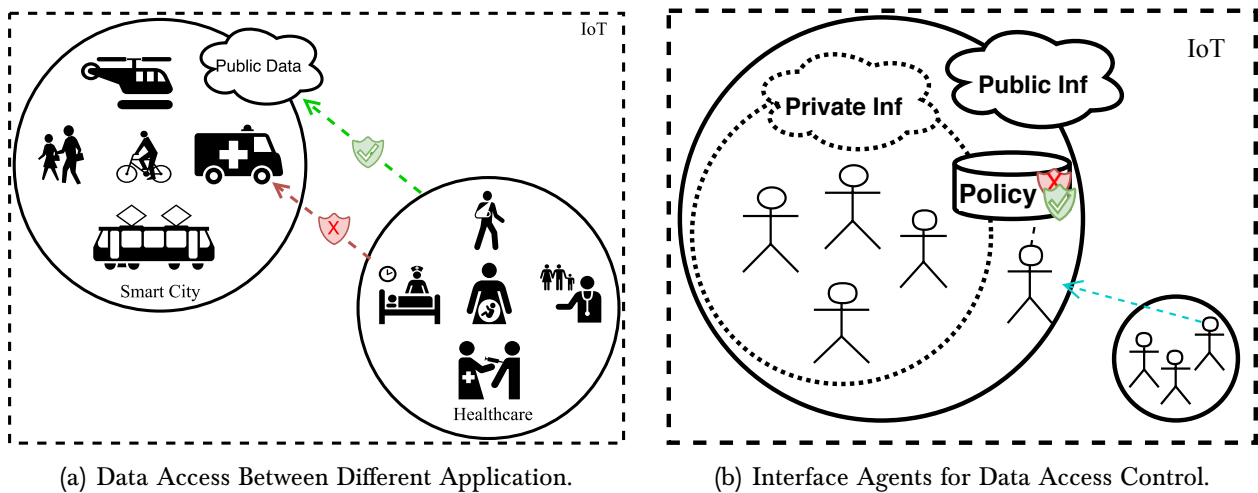 IoT
Public Data
X
Smart City
Healthcare
(a) Data Access Between Different Application.
IoT
Private Inf
Public Inf
Policy
X
(b) Interface Agents for Data Access Control.